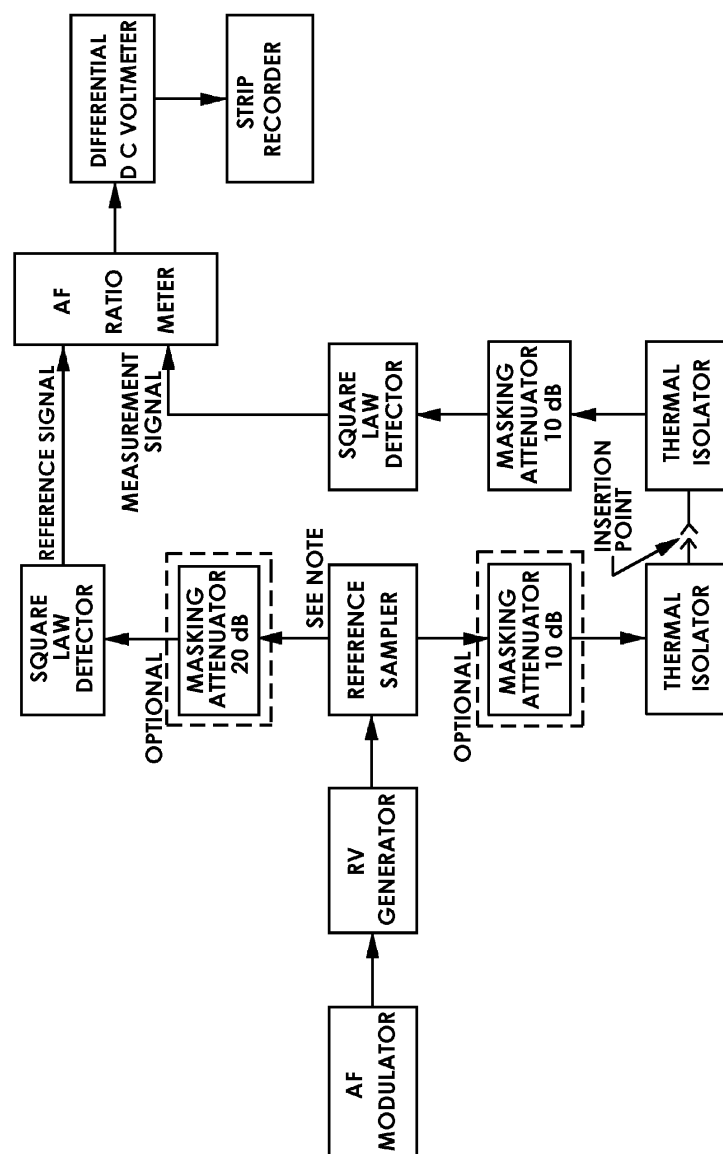 AF
MODULATOR
RV
GENERATOR
REFERENCE
SAMPLER
SEE NOTE
OPTIONAL
MASKING
ATTENUATOR
20 dB
SQUARE
LAW
DETECTOR
REFERENCE SIGNAL
OPTIONAL
MASKING
ATTENUATOR
10 dB
THERMAL
ISOLATOR
INSERTION
POINT
THERMAL
ISOLATOR
MASKING
ATTENUATOR
10 dB
SQUARE
LAW
DETECTOR
MEASUREMENT
SIGNAL
AF
RATIO
METER
DIFFERENTIAL
D C VOLTMETER
STRIP
RECORDER